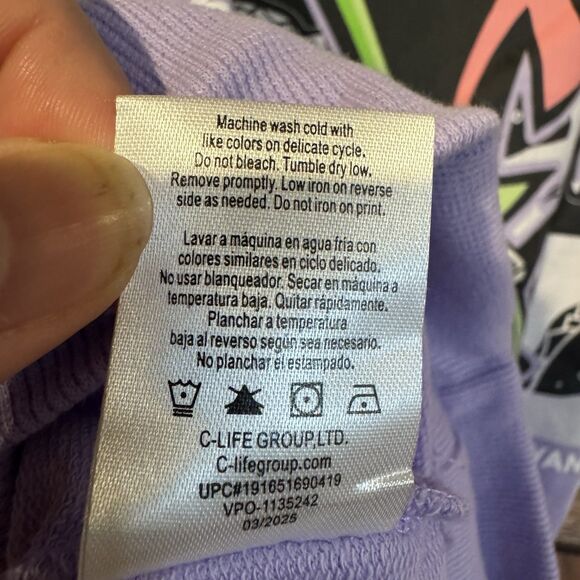 Machine wash cold with
like colors on delicate cycle.
Do not bleach. Tumble dry low.
Remove promptly. Low iron on reverse
side as needed. Do not iron on print.
Lavar a máquina en agua fría con
colores similares en ciclo delicado.
No usar blanqueador. Secar en máquina a
temperatura baja. Quitar rápidamente.
Planchar a temperatura
baja al reverso según sea necesario.
No planchar el estampado.
C-LIFE GROUP,LTD.
C-lifegroup.com
UPC#191651690419
VPO-1135242
03/2025